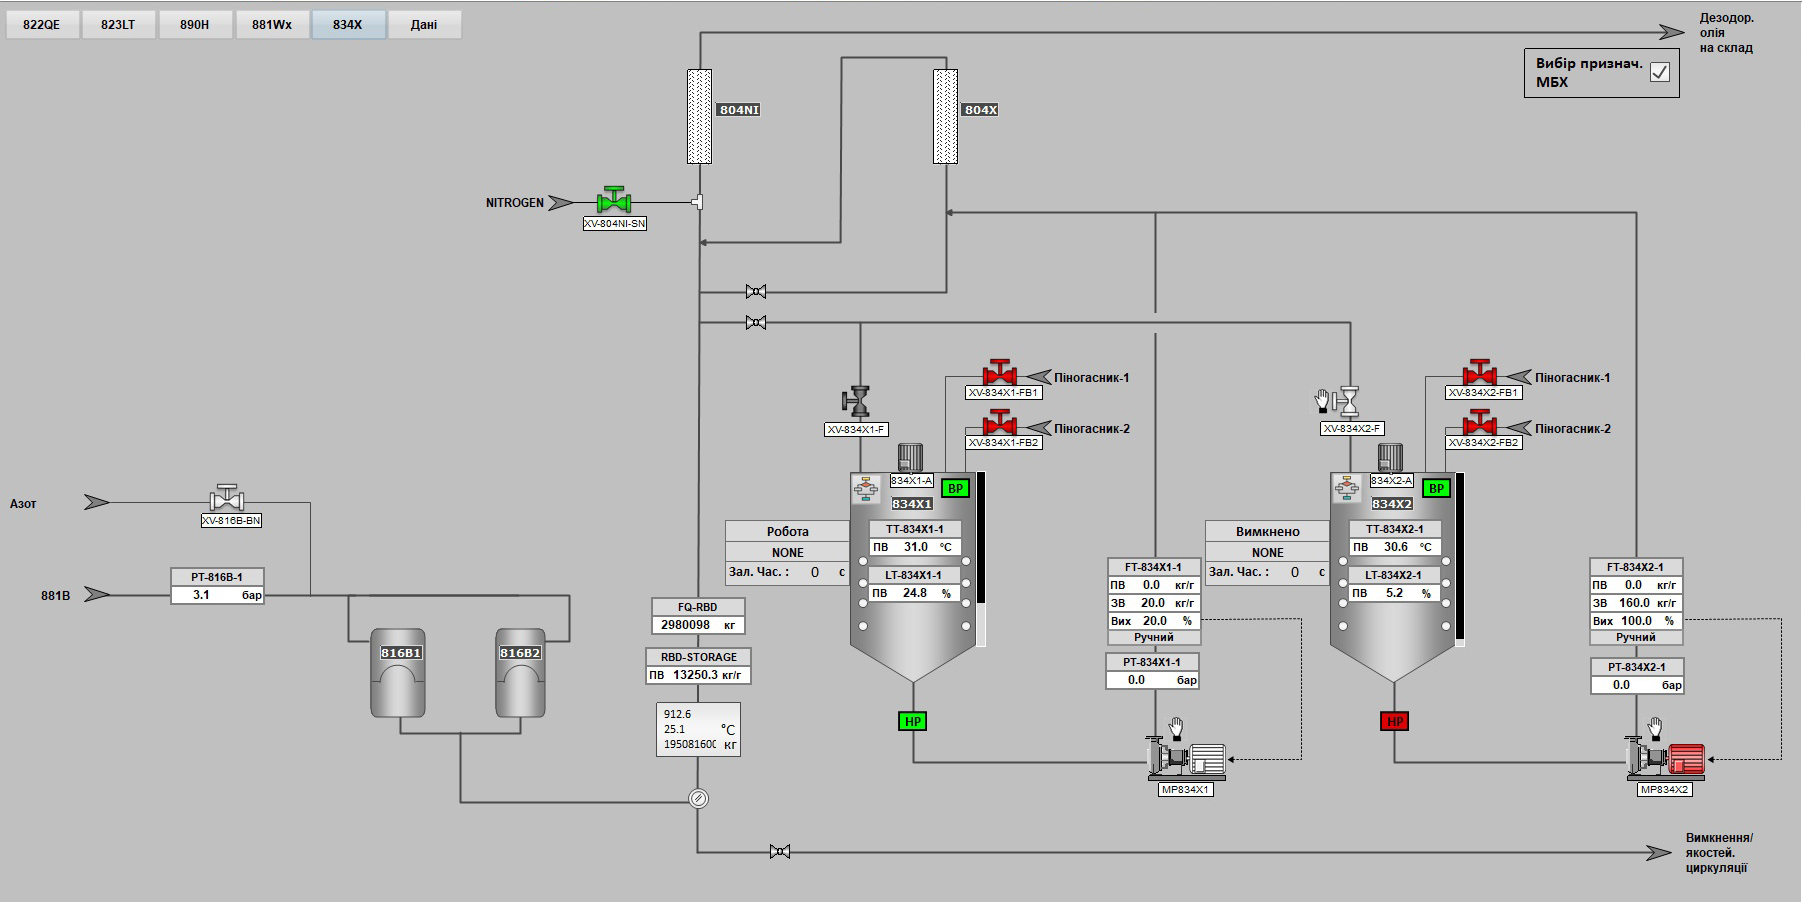 822QE 823LT 890H 881Wx 834X Дані
Дезодор.
олія
на склад
Вибір признач.
МБХ
804NI
804X
NITROGEN
XV-804NI-SN
Піногасник-1
XV-834X1-FB1
Піногасник-2
XV-834X1-FB2
XV-834X1-F
Піногасник-1
XV-834X2-FB1
Піногасник-2
XV-834X2-FB2
XV-834X2-F
Азот
XV-816B-BN
881B
PT-816B-1
3.1 бар
816B1
816B2
FQ-RBD
2980098 кг
RBD-STORAGE
ПВ 13250.3 кг/г
912.6
25.1 °C
195081600 кг
834X1-A
BP
834X1
Робота
NONE
Зал. Час. : 0 с
TT-834X1-1
ПВ 31.0 °C
LT-834X1-1
ПВ 24.8 %
HP
FT-834X1-1
ПВ 0.0 кг/г
ЗВ 20.0 кг/г
Вих 20.0 %
Ручний
PT-834X1-1
0.0 бар
MP834X1
834X2-A
BP
834X2
Вимкнено
NONE
Зал. Час. : 0 с
TT-834X2-1
ПВ 30.6 °C
LT-834X2-1
ПВ 5.2 %
HP
FT-834X2-1
ПВ 0.0 кг/г
ЗВ 160.0 кг/г
Вих 100.0 %
Ручний
PT-834X2-1
0.0 бар
MP834X2
Вимкнення/
якостей.
циркуляції